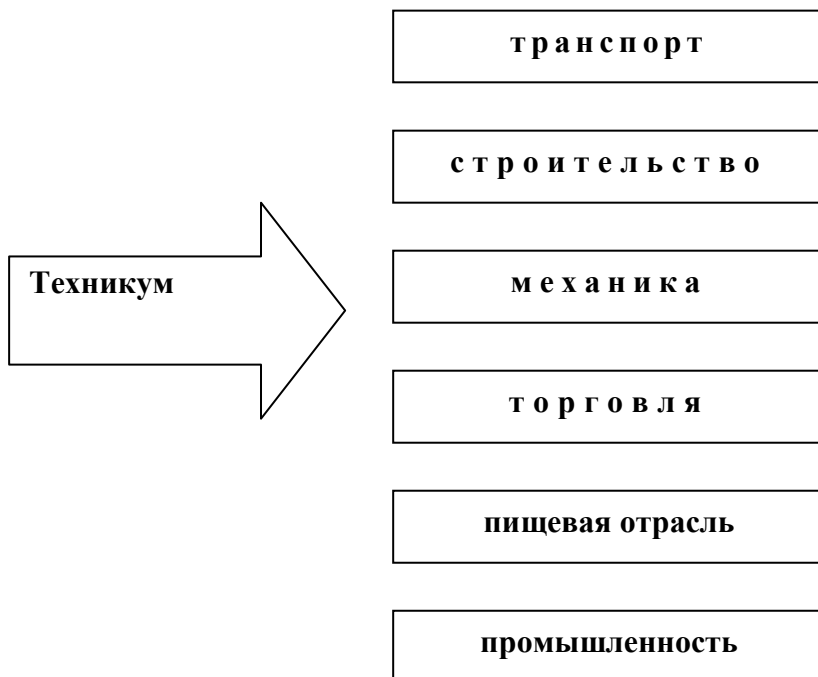 транспорт
строительство
Техникум
механика
торговля
пищевая отрасль
промышленность